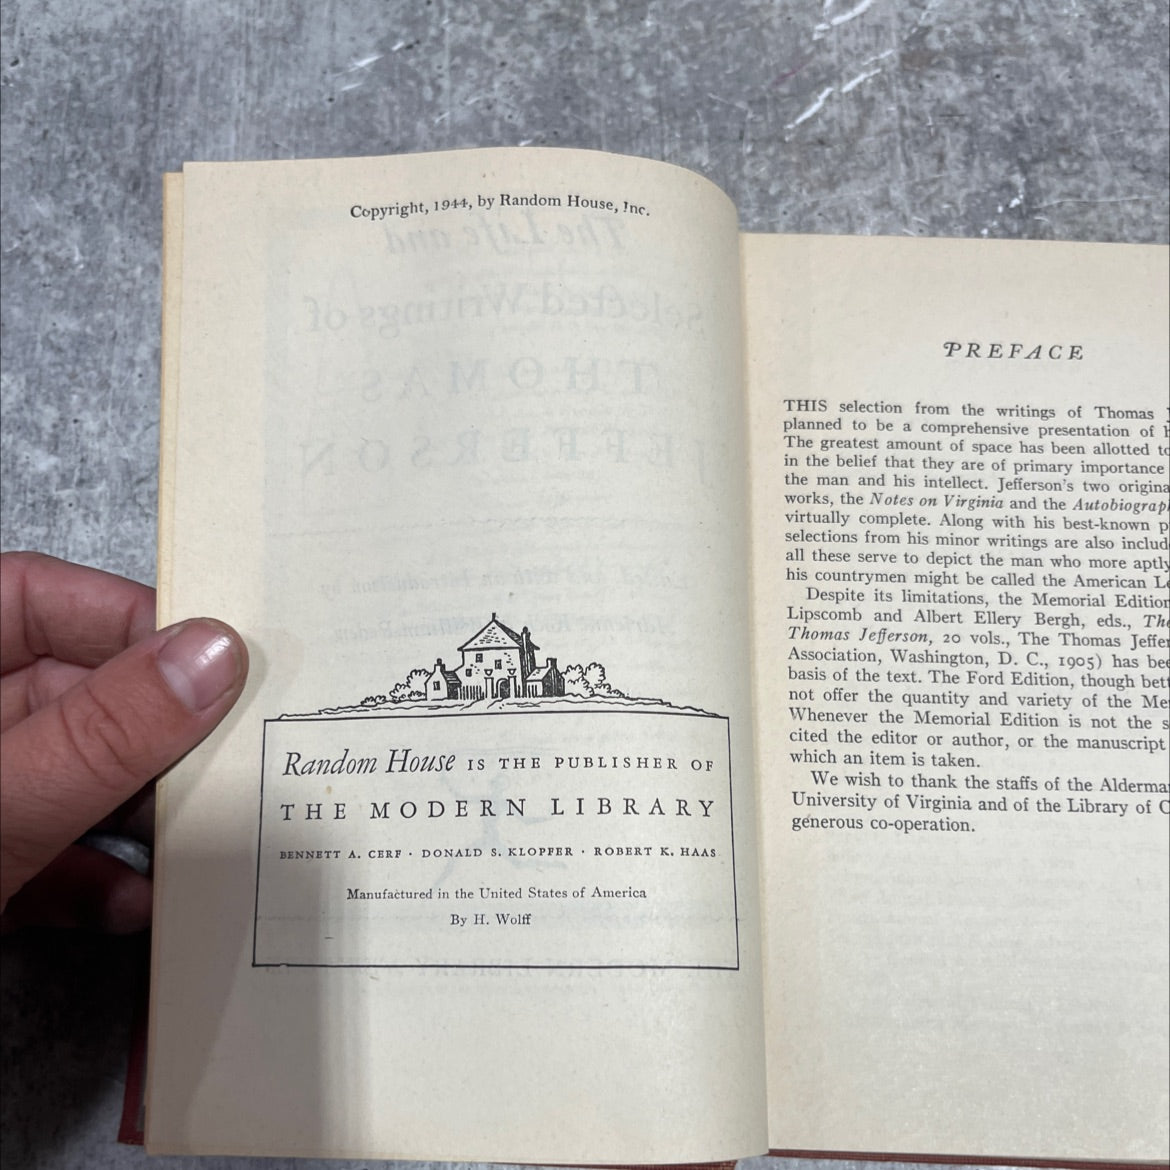 Copyright, 1944, by Random House, Inc.
The Life and
Selected Writings of
THOMAS
JEFFERSON
Random House IS THE PUBLISHER OF
THE MODERN LIBRARY
BENNETT A. CERF · DONALD S. KLOPFER · ROBERT K. HAAS
Manufactured in the United States of America
By H. Wolff
PREFACE
THIS selection from the writings of Thomas
planned to be a comprehensive presentation of
The greatest amount of space has been allotted to
in the belief that they are of primary importance
the man and his intellect. Jefferson's two
works, the Notes on Virginia and the
virtually complete. Along with his best-known
selections from his minor writings are also
all these serve to depict the man who more aptly
his countrymen might be called the American
Despite its limitations, the Memorial Edition
Lipscomb and Albert Ellery Bergh, eds.,
Thomas Jefferson, 20 vols., The Thomas
Association, Washington, D. C., 1905) has
basis of the text. The Ford Edition, though
not offer the quantity and variety of the
Whenever the Memorial Edition is not the
cited the editor or author, or the manuscript
which an item is taken.
We wish to thank the staffs of the
University of Virginia and of the Library of
generous co-operation.